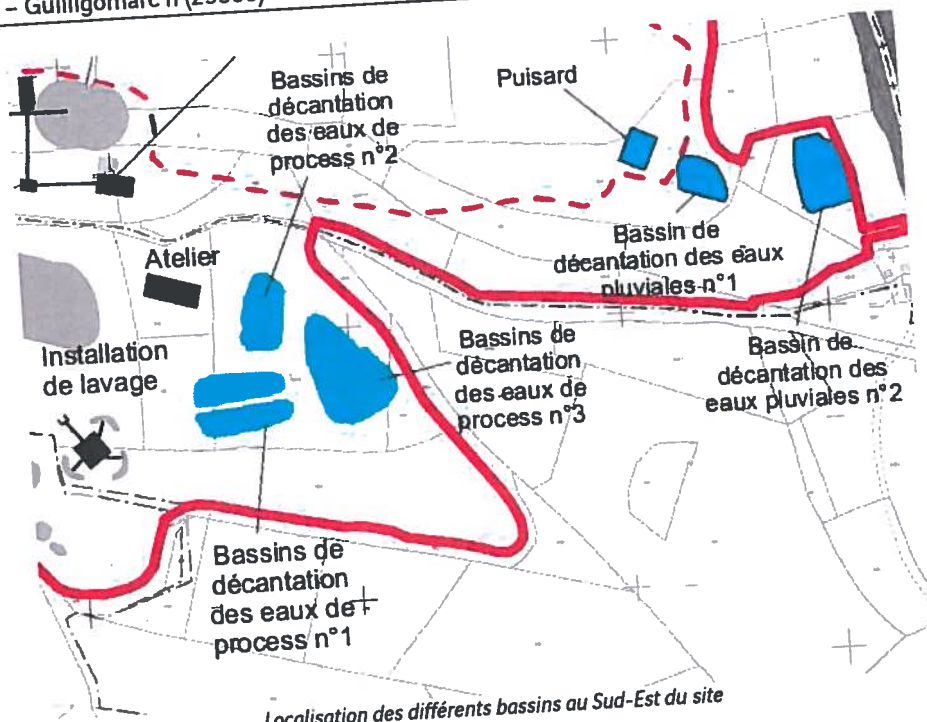 – Guilligomarc'h
Bassins de
décantation
des eaux de
process n°2
Puisard
Bassin de
décantation des eaux
pluviales n°1
Atelier
Installation
de lavage
Bassins de
décantation
des eaux de
process n°3
Bassin de
décantation des
eaux pluviales n°2
Bassins de
décantation
des eaux de
process n°1
Localisation des différents bassins au Sud-Est du site